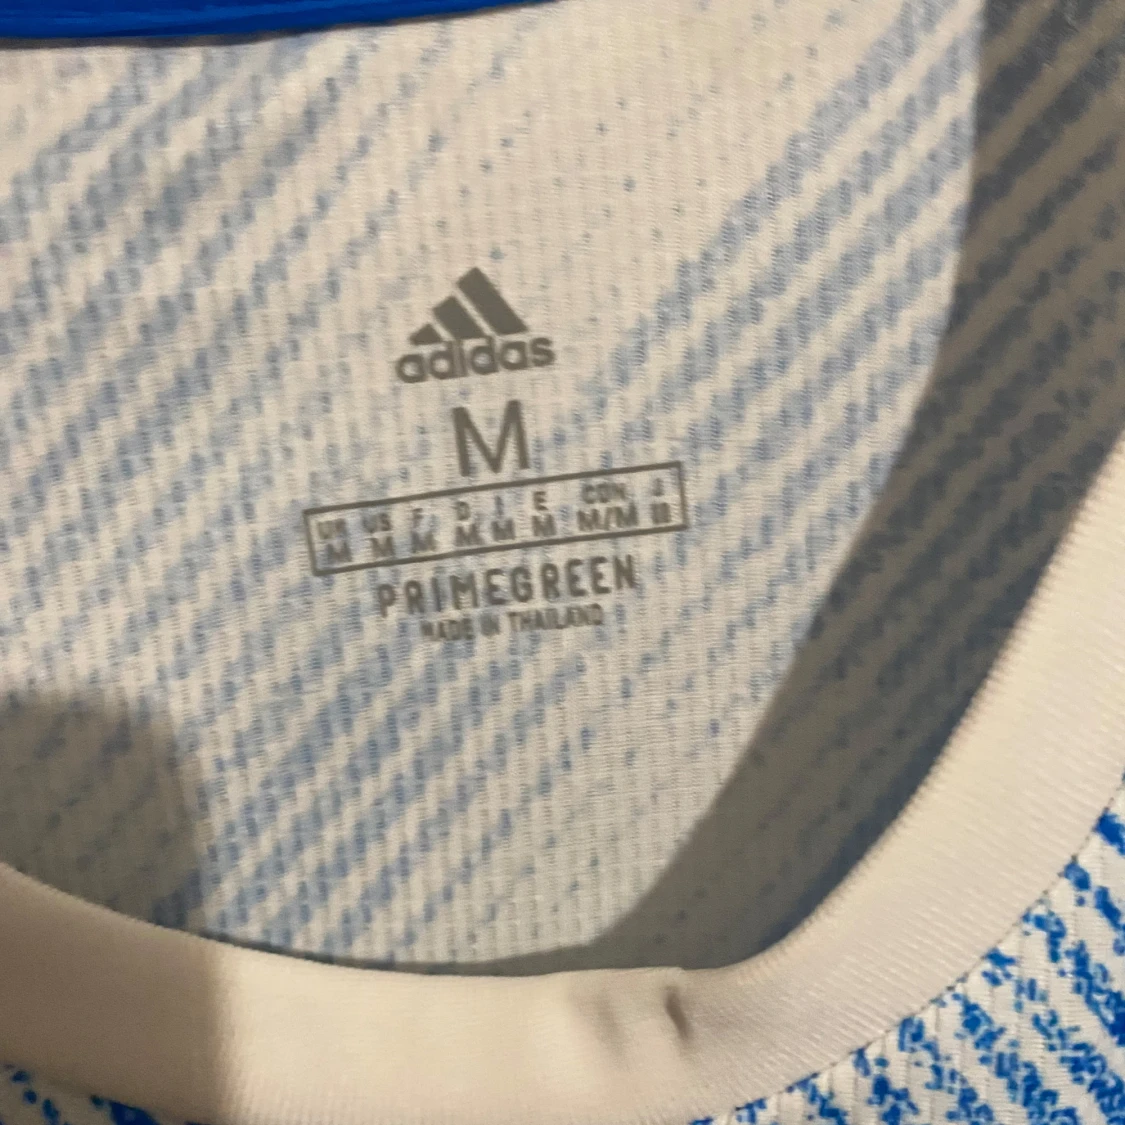 adidas
M
UK US F D I E CON. J
M M M M M M M/M
PRIMEGREEN
MADE IN THAILAND